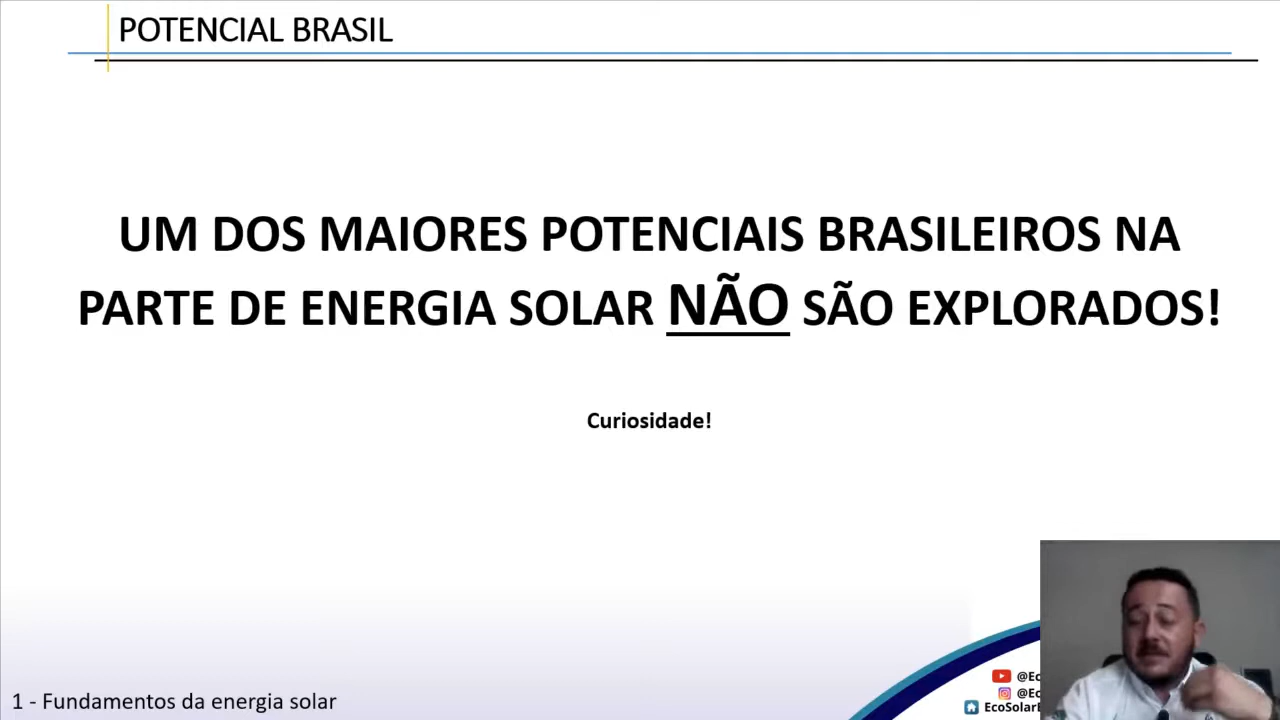 POTENCIAL BRASIL
UM DOS MAIORES POTENCIAIS BRASILEIROS NA
PARTE DE ENERGIA SOLAR NÃO SÃO EXPLORADOS!
Curiosidade!
1 - Fundamentos da energia solar